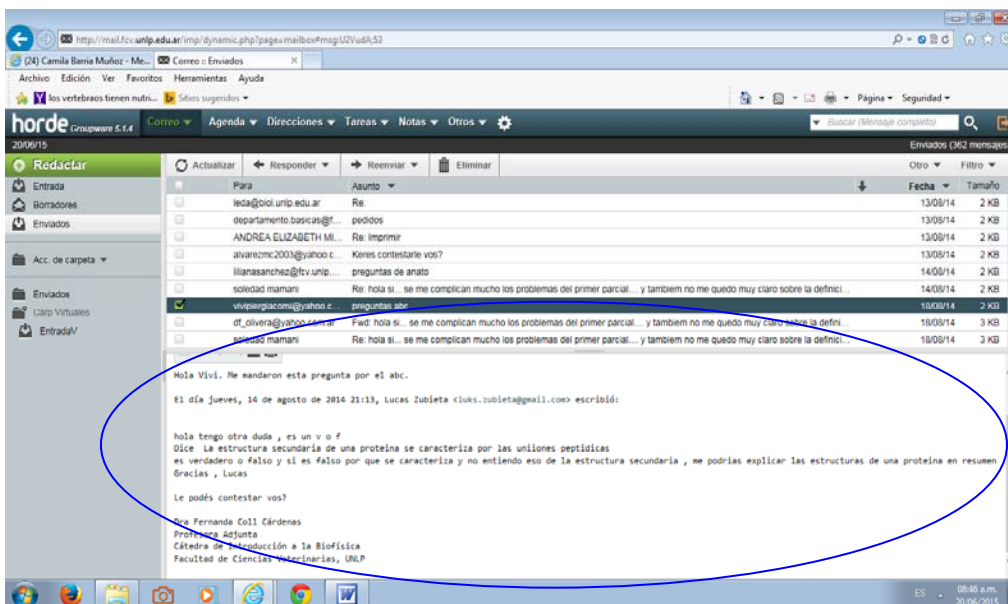 http://mail.fcv.unlp.edu.ar/imp/dynamic.php?page=mailbox#msg:U2VudA;53
(24) Camila Barria Muñoz - Me... Correo :: Enviados
Archivo Edición Ver Favoritos Herramientas Ayuda
los vertebraos tienen nutri... Sitios sugeridos Página Seguridad
horde Groupware 5.1.4 Correo Agenda Direcciones Tareas Notas Otros Buscar (Mensaje completo)
20/06/15 Enviados (362 mensajes
Redactar Actualizar Responder Reenviar Eliminar Otro Filtro
Entrada
Borradores
Enviados
Acc. de carpeta
Enviados
Carp Virtuales
EntradaV
Para Asunto Fecha Tamaño
leda@biol.unlp.edu.ar Re: 13/08/14 2 KB
departamento.basicas@f... pedidos 13/08/14 2 KB
ANDREA ELIZABETH MI... Re: Imprimir 13/08/14 2 KB
alvarezmc2003@yahoo.c... Keres contestarle vos? 13/08/14 2 KB
lilianasanchez@fcv.unlp.... preguntas de anato 14/08/14 2 KB
soledad mamani Re: hola si... se me complican mucho los problemas del primer parcial.... y tambiem no me quedo muy claro sobre la definici... 14/08/14 2 KB
vivipiergiacomi@yahoo.c... preguntas abc 18/08/14 2 KB
df_olivera@yahoo.com.ar Fwd: hola si... se me complican mucho los problemas del primer parcial.... y tambiem no me quedo muy claro sobre la defini... 18/08/14 3 KB
soledad mamani Re: hola si... se me complican mucho los problemas del primer parcial.... y tambiem no me quedo muy claro sobre la definici... 18/08/14 3 KB
Hola Vivi. Me mandaron esta pregunta por el abc.
El día jueves, 14 de agosto de 2014 21:13, Lucas Zubieta <luks.zubieta@gmail.com> escribió:
hola tengo otra duda , es un v o f
Dice La estructura secundaria de una proteina se caracteriza por las uniiones peptidicas
es verdadero o falso y si es falso por que se caracteriza y no entiendo eso de la estructura secundaria , me podrias explicar las estructuras de una proteina en resumen
Gracias , Lucas
Le podés contestar vos?
Dra Fernanda Coll Cárdenas
Profesora Adjunta
Cátedra de Introducción a la Biofísica
Facultad de Ciencias Veterinarias, UNLP
ES 08:48 a.m.
20/06/2015